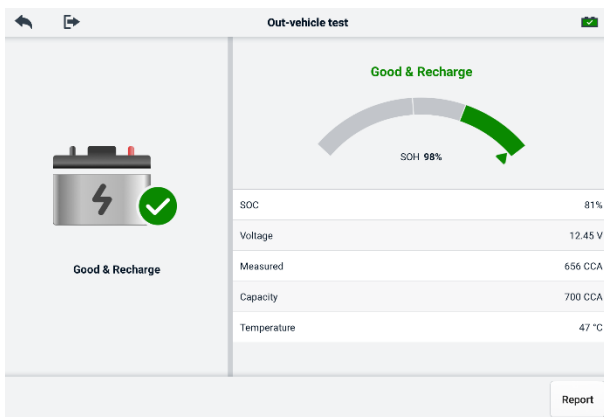 Out-vehicle test
Good & Recharge
Good & Recharge
SOH 98%
SOC 81%
Voltage 12.45 V
Measured 656 CCA
Capacity 700 CCA
Temperature 47 °C
Report